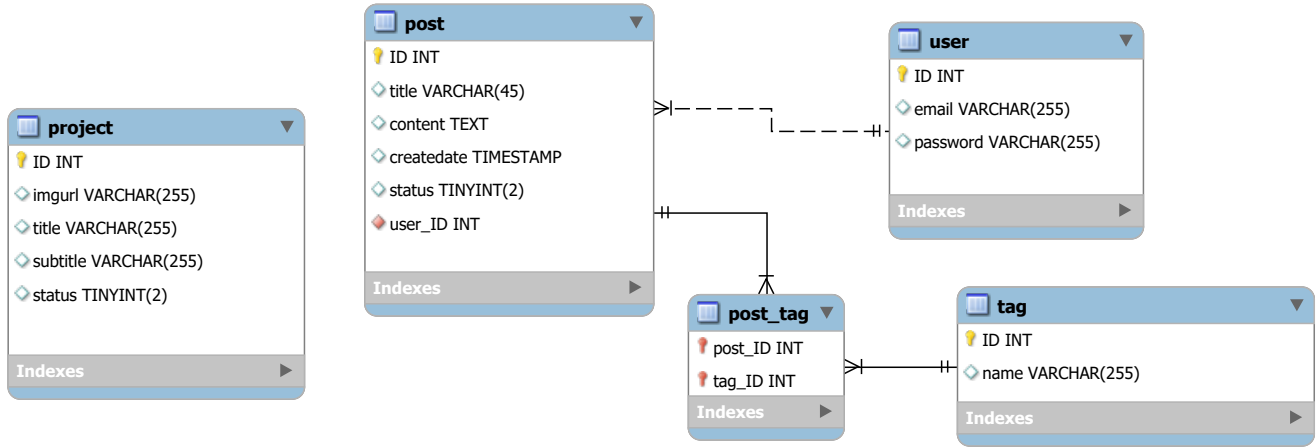 project
ID INT
imgurl VARCHAR(255)
title VARCHAR(255)
subtitle VARCHAR(255)
status TINYINT(2)
Indexes
post
ID INT
title VARCHAR(45)
content TEXT
createdate TIMESTAMP
status TINYINT(2)
user_ID INT
Indexes
user
ID INT
email VARCHAR(255)
password VARCHAR(255)
Indexes
post_tag
post_ID INT
tag_ID INT
Indexes
tag
ID INT
name VARCHAR(255)
Indexes